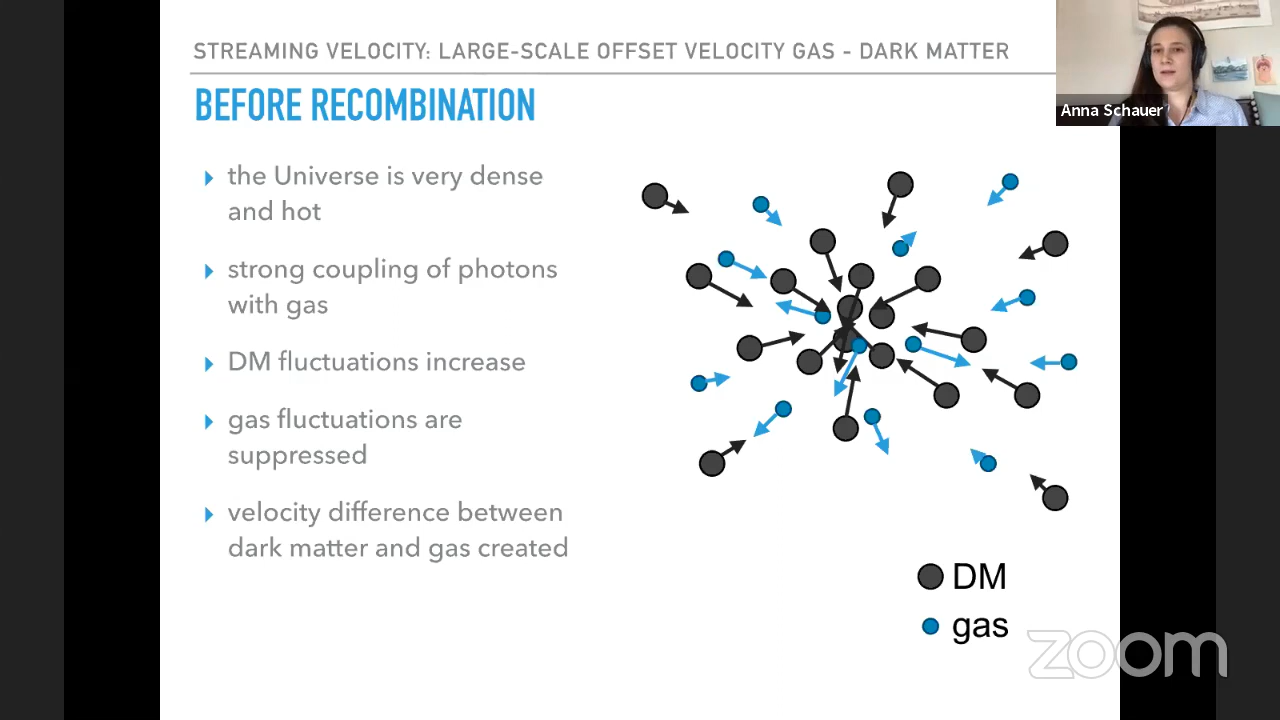 STREAMING VELOCITY: LARGE-SCALE OFFSET VELOCITY GAS - DARK MATTER
BEFORE RECOMBINATION
the Universe is very dense
and hot
strong coupling of photons
with gas
DM fluctuations increase
gas fluctuations are
suppressed
velocity difference between
dark matter and gas created
DM
gas
Anna Schauer
zoom